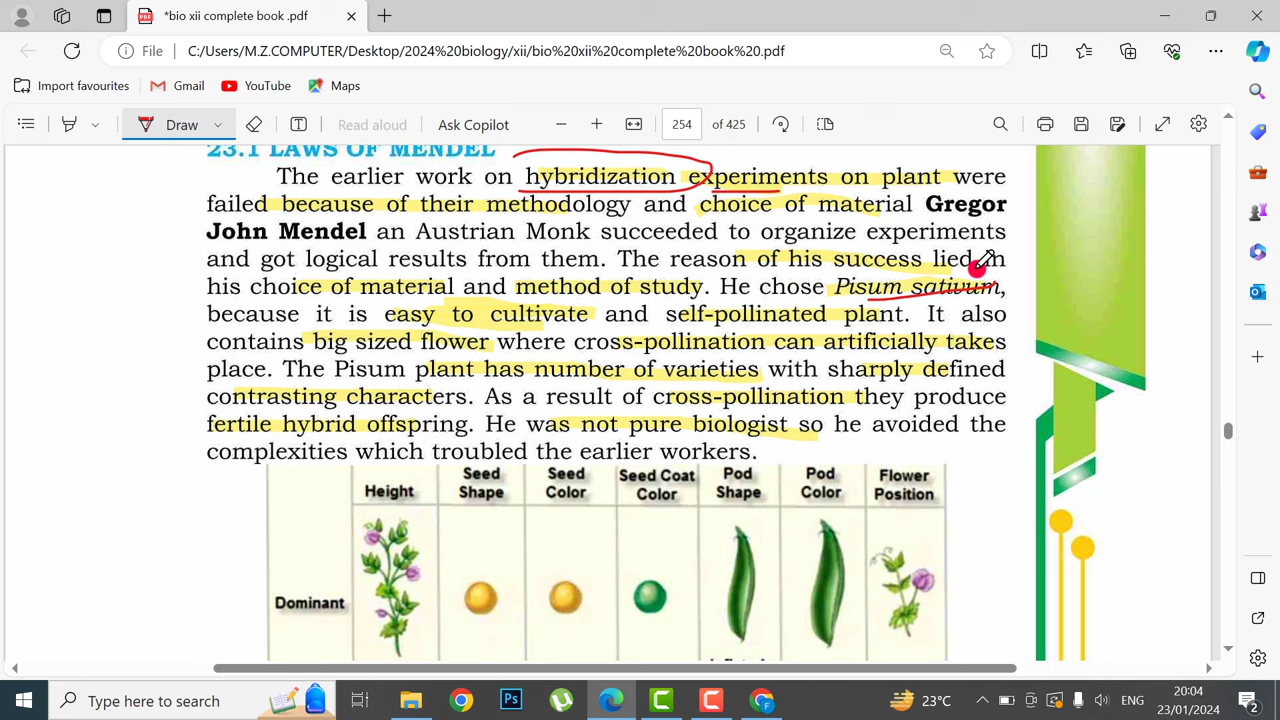 *bio xii complete book .pdf
File
C:/Users/M.Z.COMPUTER/Desktop/2024%20biology/xii/bio%20xii%20complete%20book%20.pdf
Import favourites
Gmail
YouTube
Maps
Draw
Read aloud
Ask Copilot
254
of 425
23.1 LAWS OF MENDEL
The earlier work on hybridization experiments on plant were
failed because of their methodology and choice of material Gregor
John Mendel an Austrian Monk succeeded to organize experiments
and got logical results from them. The reason of his success lied in
his choice of material and method of study. He chose Pisum sativum,
because it is easy to cultivate and self-pollinated plant. It also
contains big sized flower where cross-pollination can artificially takes
place. The Pisum plant has number of varieties with sharply defined
contrasting characters. As a result of cross-pollination they produce
fertile hybrid offspring. He was not pure biologist so he avoided the
complexities which troubled the earlier workers.
Height
Seed
Shape
Seed
Color
Seed Coat
Color
Pod
Shape
Pod
Color
Flower
Position
Dominant
Type here to search
Ps
23°C
ENG
20:04
23/01/2024
2